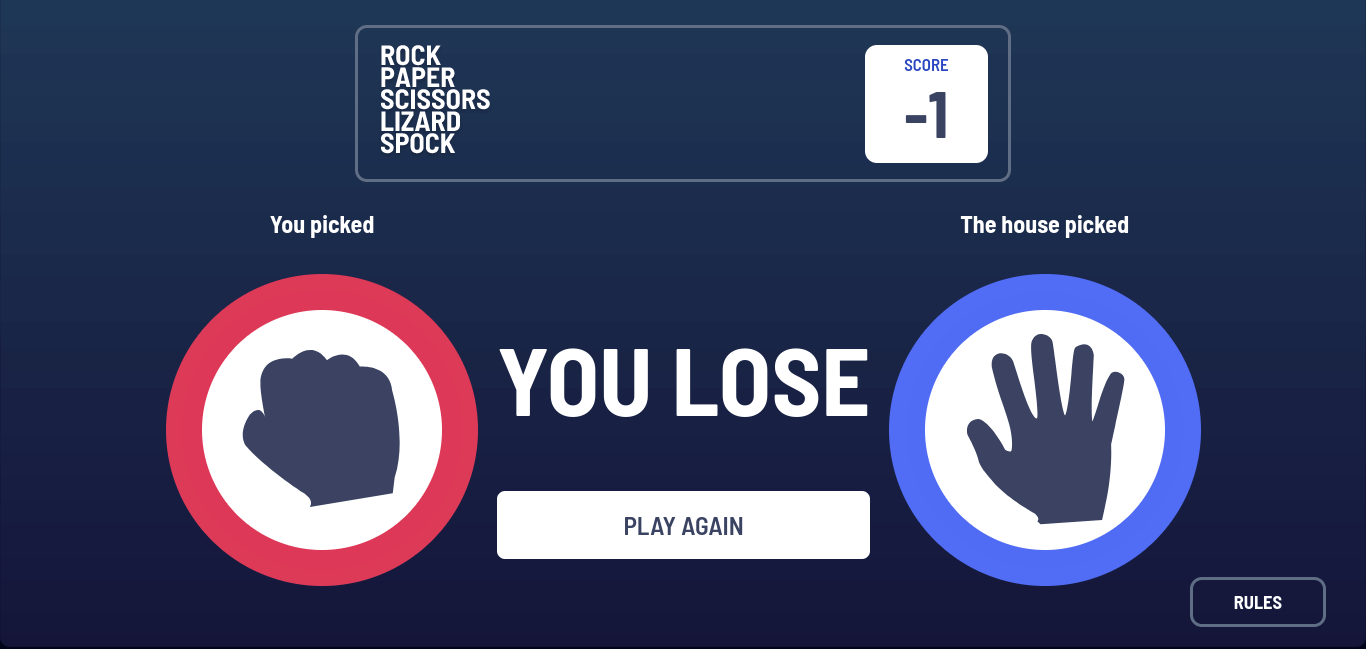 ROCK
PAPER
SCISSORS
LIZARD
SPOCK
SCORE
-1
You picked
The house picked
YOU LOSE
PLAY AGAIN
RULES